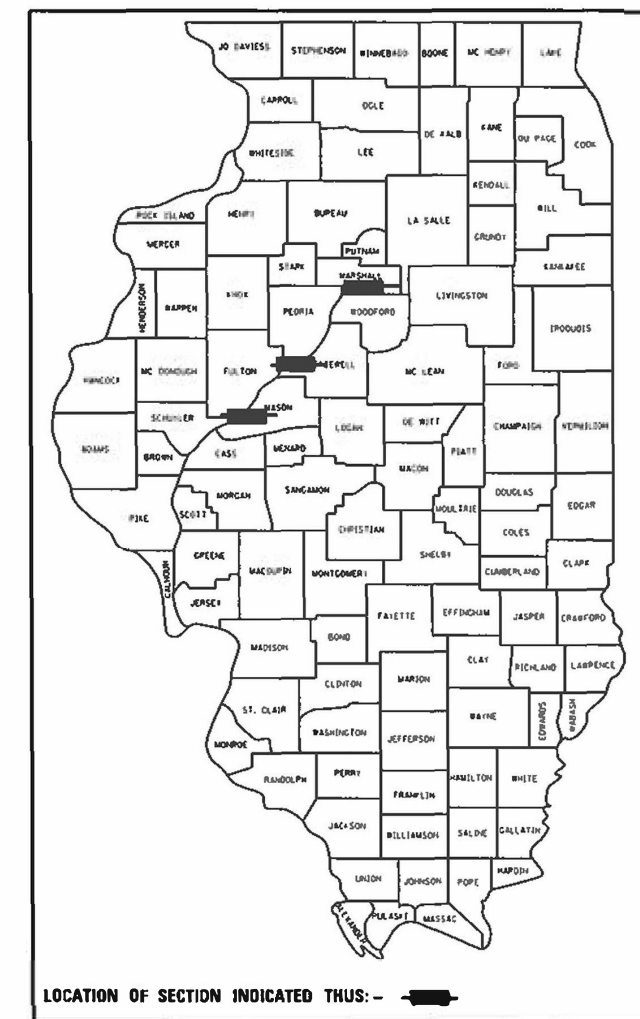 JO DAVIESS STEPHENSON WINNEBAGO BOONE MC HENRY LAKE
CARROLL OGLE
DE KALB KANE DU PAGE COOK
WHITESIDE LEE
KENDALL
ROCK ISLAND HENRY BUREAU LA SALLE WILL
MERCER GRUNDY
PUTNAM
STARK MARSHALL KANKAKEE
HENDERSON WARREN KNOX LIVINGSTON
PEORIA WOODFORD
IROQUOIS
HANCOCK MC DONOUGH FULTON MC LEAN FORD
SCHUYLER MASON
ADAMS LOGAN DE WITT CHAMPAIGN VERMILION
BROWN CASS MENARD PIATT
MACON
MORGAN SANGAMON DOUGLAS
PIKE SCOTT MOULTRIE EDGAR
CHRISTIAN COLES
GREENE SHELBY
CALHOUN MACOUPIN MONTGOMERY CUMBERLAND CLARK
JERSEY
FAYETTE EFFINGHAM JASPER CRAWFORD
MADISON BOND
CLAY RICHLAND LAWRENCE
CLINTON MARION
ST. CLAIR WAYNE EDWARDS WABASH
MONROE WASHINGTON JEFFERSON
RANDOLPH PERRY HAMILTON WHITE
FRANKLIN
JACKSON WILLIAMSON SALINE GALLATIN
UNION JOHNSON POPE HARDIN
ALEXANDER PULASKI MASSAC
LOCATION OF SECTION INDICATED THUS: -